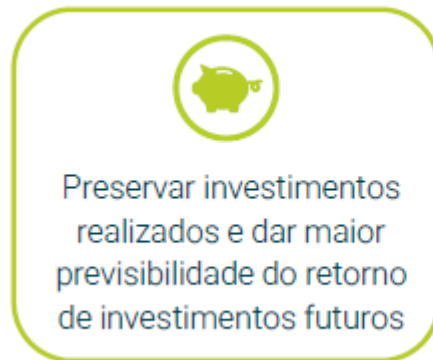 Preservar investimentos
realizados e dar maior
previsibilidade do retorno
de investimentos futuros